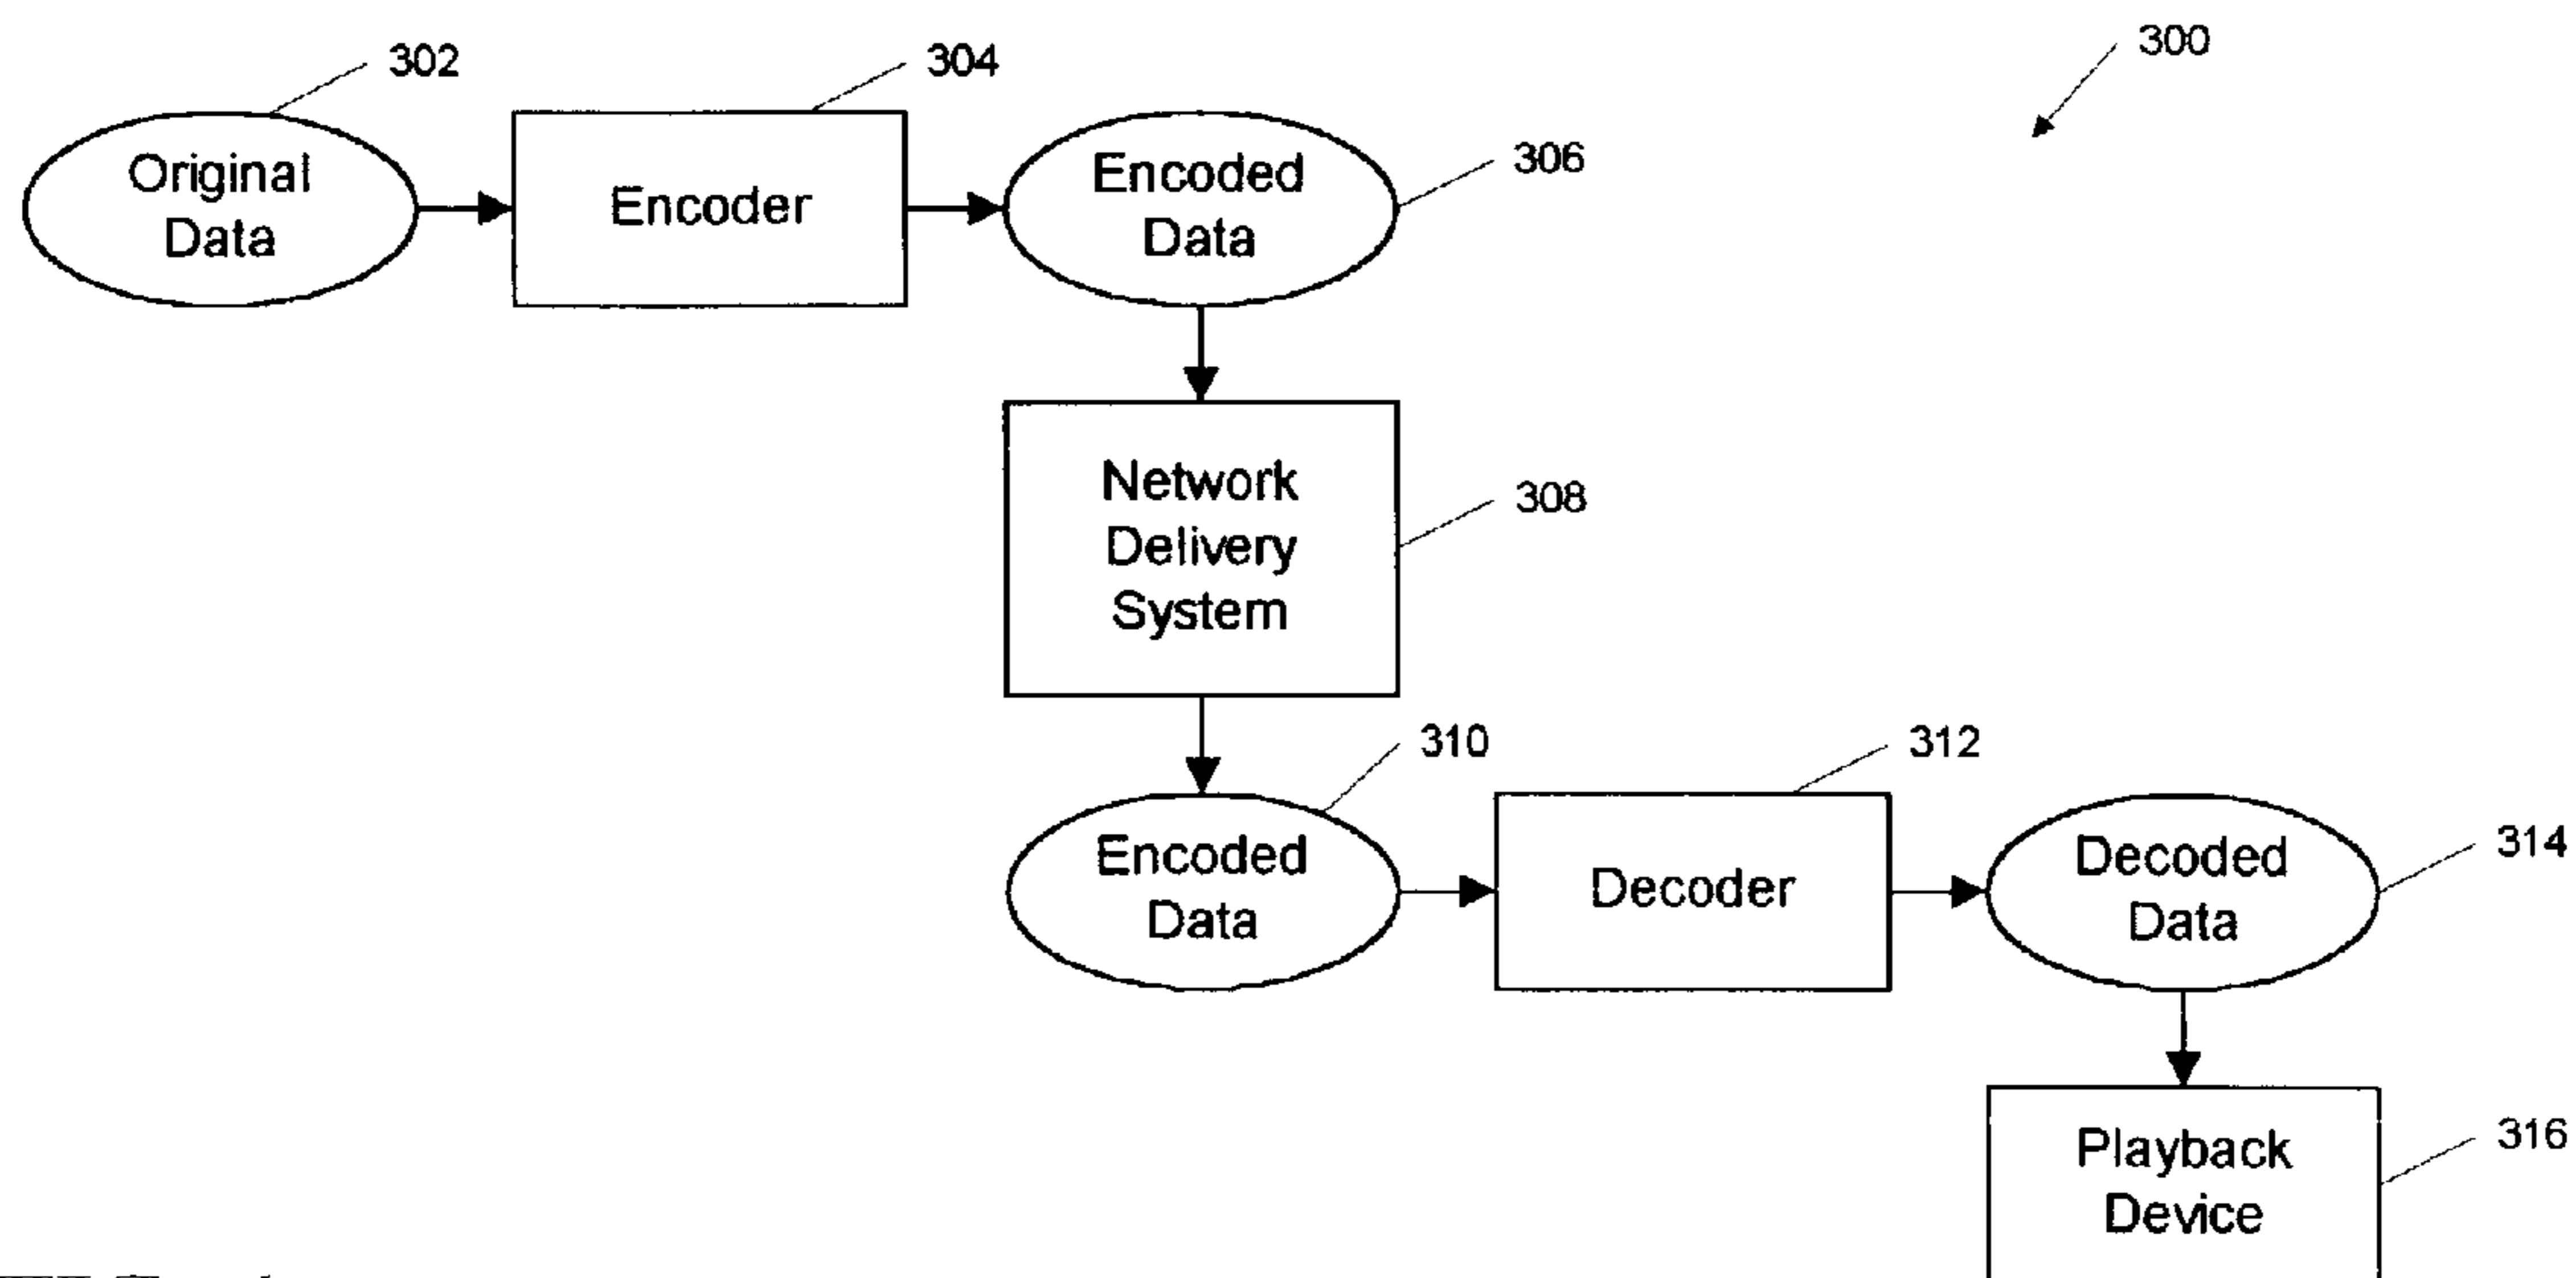 302
304
300
Original
Data
Encoder
Encoded
Data
306
Network
Delivery
System
308
310
312
Encoded
Data
Decoder
Decoded
Data
314
Playback
Device
316